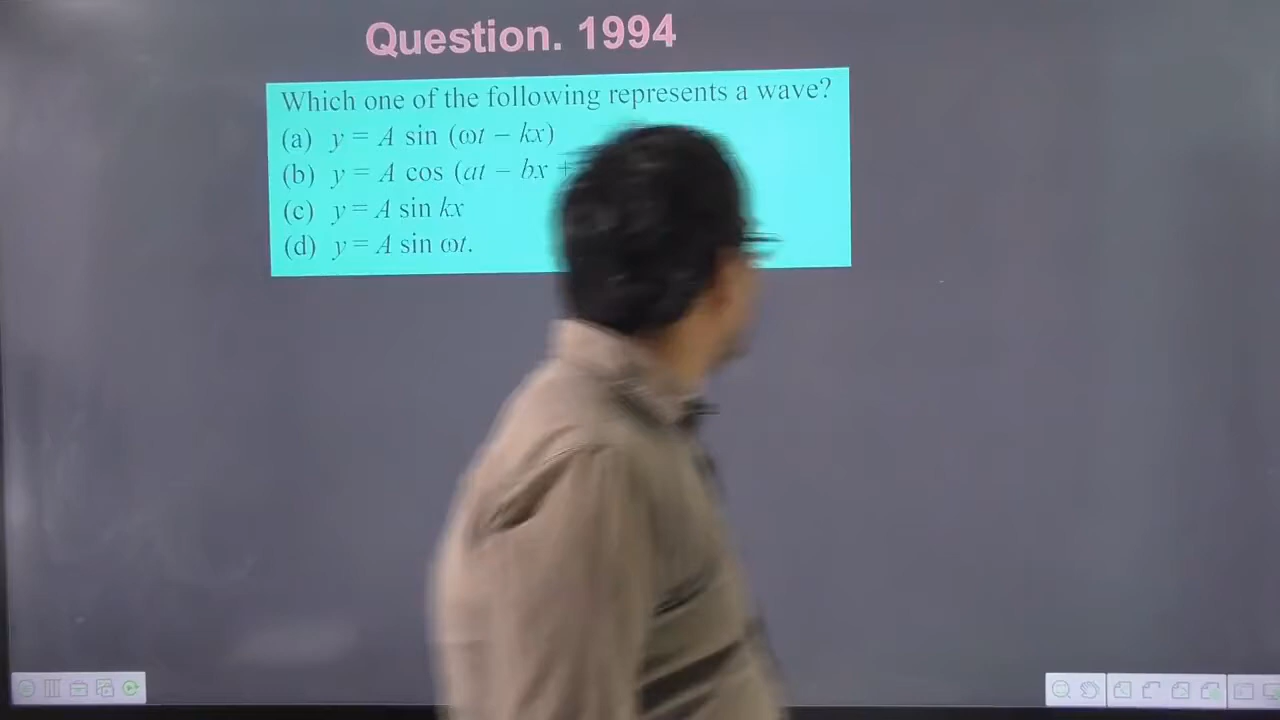 Question. 1994
Which one of the following represents a wave?
(a) y = A sin (ωt – kx)
(b) y = A cos (at – bx +
(c) y = A sin kx
(d) y = A sin ωt.